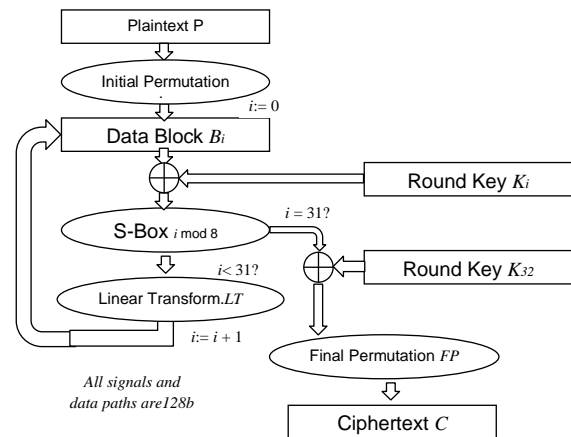 Plaintext P
Initial Permutation
i:= 0
Data Block Bi
Round Key Ki
i = 31?
S-Box i mod 8
Round Key K32
i< 31?
Linear Transform.LT
i:= i + 1
Final Permutation FP
All signals and
data paths are128b
Ciphertext C